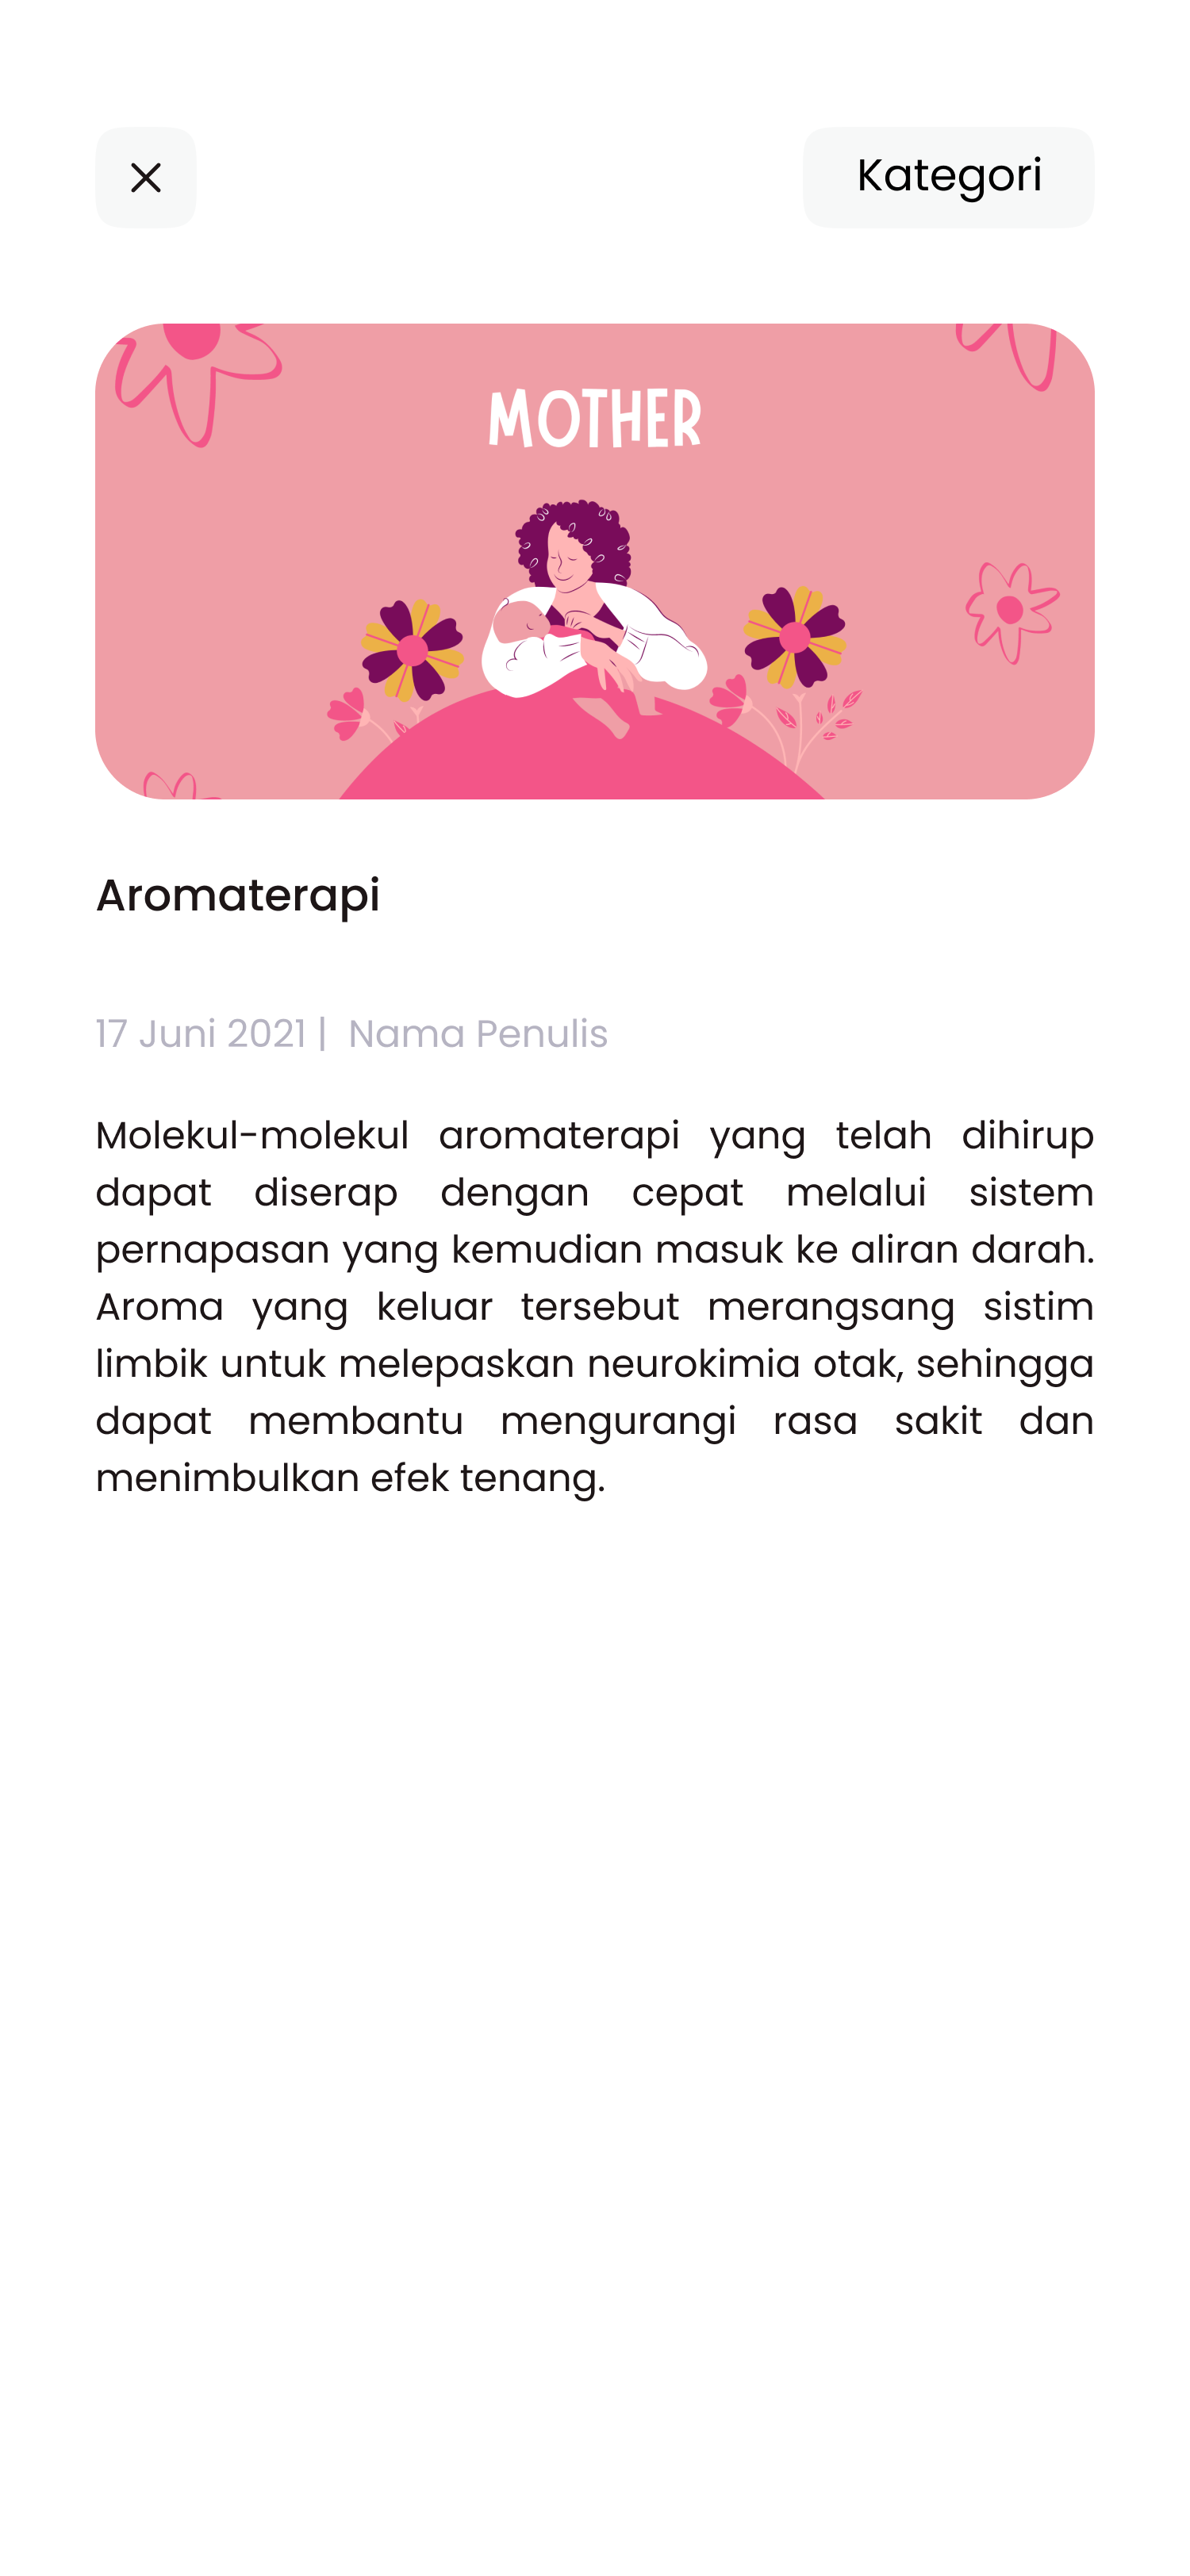 Kategori
MOTHER
Aromaterapi
17 Juni 2021 | Nama Penulis
Molekul-molekul aromaterapi yang telah dihirup
dapat diserap dengan cepat melalui sistem
pernapasan yang kemudian masuk ke aliran darah.
Aroma yang keluar tersebut merangsang sistim
limbik untuk melepaskan neurokimia otak, sehingga
dapat membantu mengurangi rasa sakit dan
menimbulkan efek tenang.